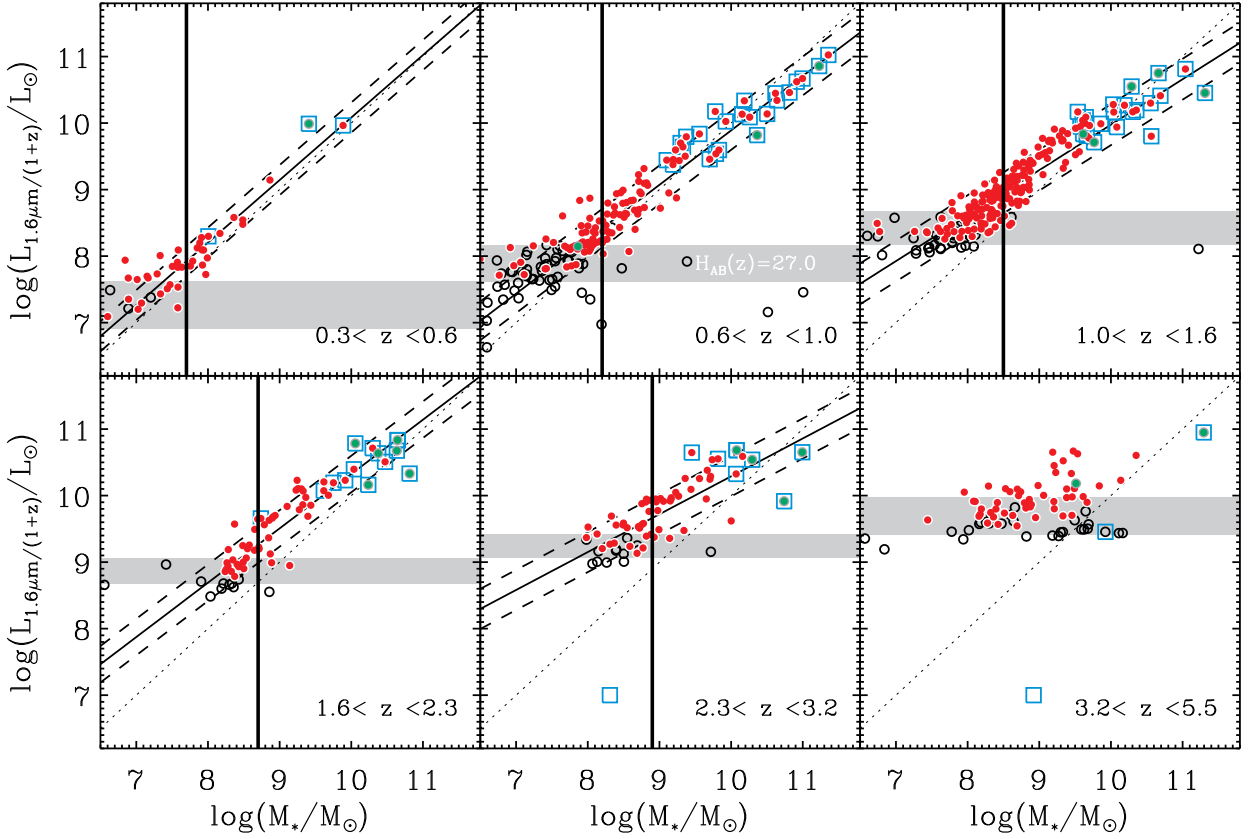 log(L₁.₆μm/(1+z)/L⊙)
11
10
9
8
7
0.3< z <0.6
H_AB(z)=27.0
0.6< z <1.0
1.0< z <1.6
log(L₁.₆μm/(1+z)/L⊙)
11
10
9
8
7
1.6< z <2.3
2.3< z <3.2
3.2< z <5.5
7 8 9 10 11 7 8 9 10 11 7 8 9 10 11
log(M*/M⊙) log(M*/M⊙) log(M*/M⊙)